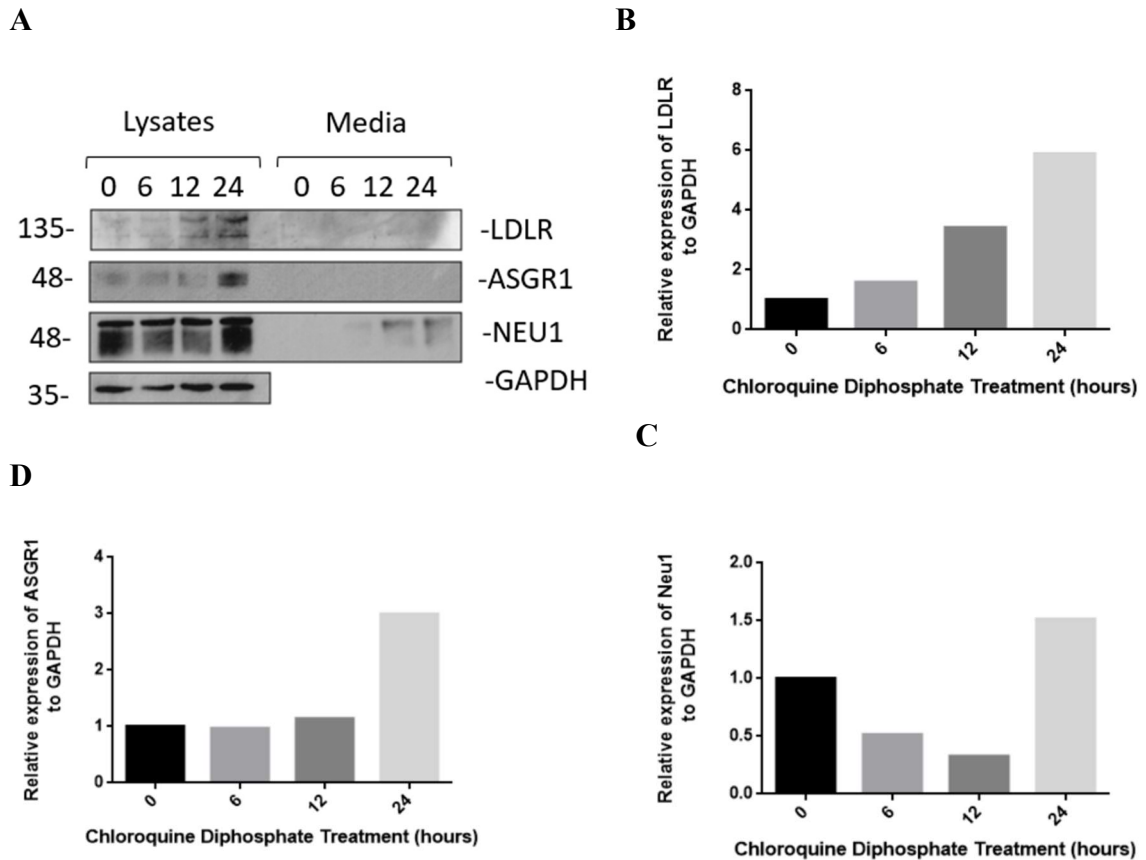 A
Lysates Media
0 6 12 24 0 6 12 24
135- -LDLR
48- -ASGR1
48- -NEU1
35- -GAPDH
B
Relative expression of LDLR
to GAPDH
8
6
4
2
0
0 6 12 24
Chloroquine Diphosphate Treatment (hours)
C
Relative expression of Neu1
to GAPDH
2.0
1.5
1.0
0.5
0.0
0 6 12 24
Chloroquine Diphosphate Treatment (hours)
D
Relative expression of ASGR1
to GAPDH
4
3
2
1
0
0 6 12 24
Chloroquine Diphosphate Treatment (hours)